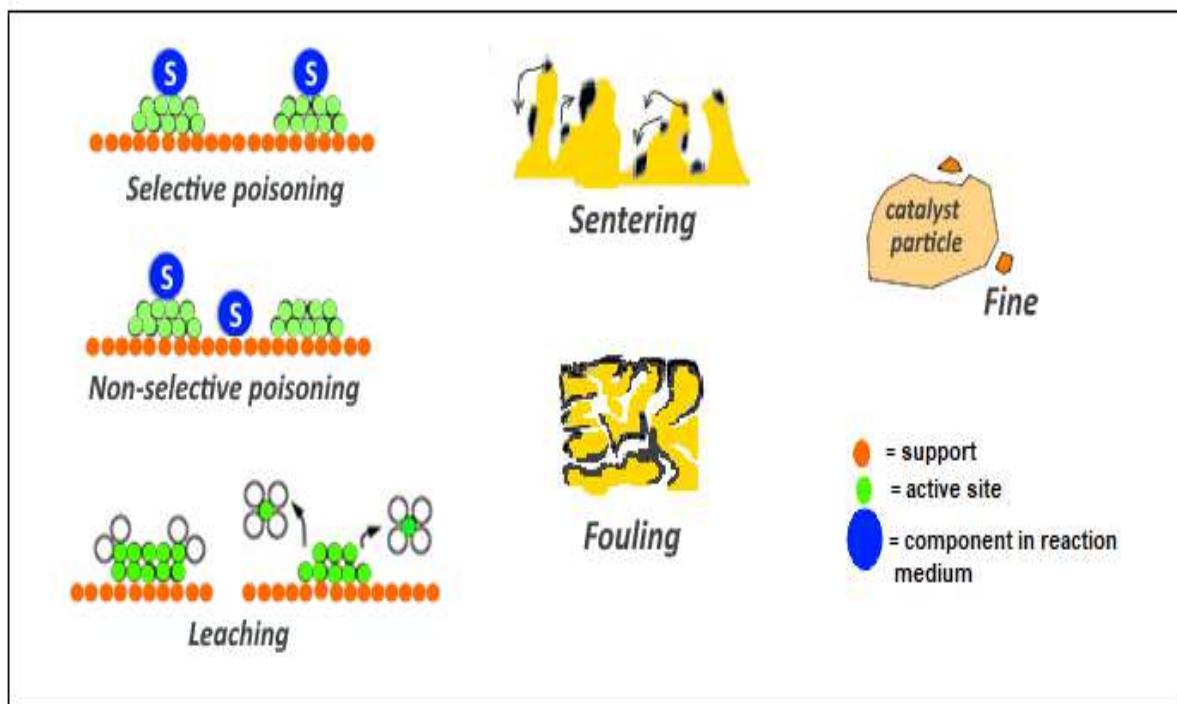 S
S
Selective poisoning
S
S
Non-selective poisoning
Leaching
Sentering
Fouling
catalyst
particle
Fine
= support
= active site
= component in reaction
medium